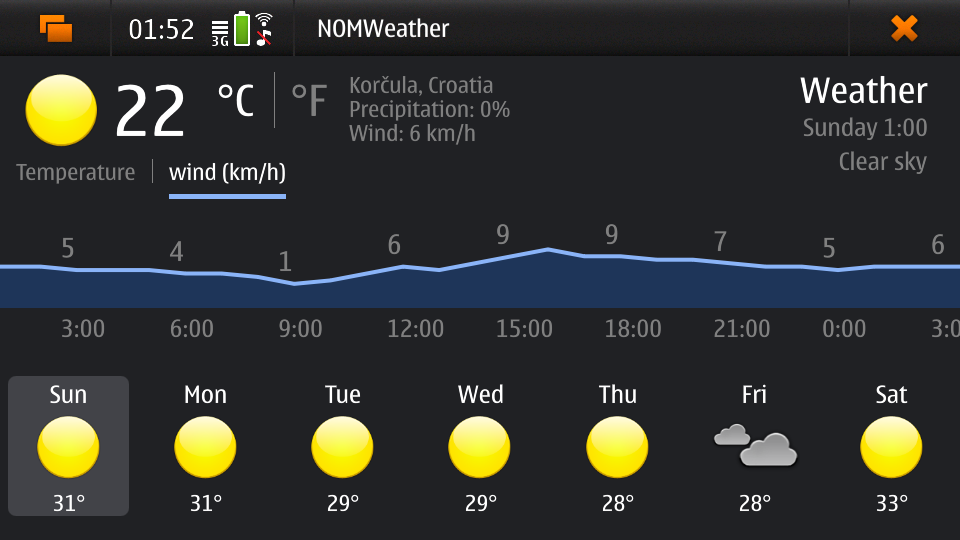 01:52 3G NOMWeather
22 °C °F
Korčula, Croatia
Precipitation: 0%
Wind: 6 km/h
Weather
Sunday 1:00
Clear sky
Temperature wind (km/h)
5 4 1 6 9 9 7 5 6
3:00 6:00 9:00 12:00 15:00 18:00 21:00 0:00 3:0
Sun Mon Tue Wed Thu Fri Sat
31° 31° 29° 29° 28° 28° 33°